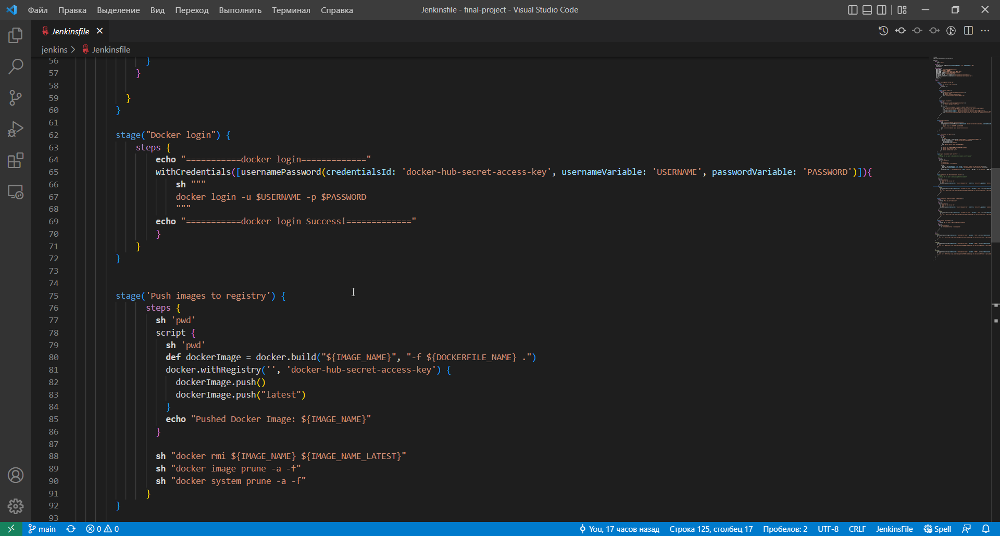 Файл Правка Выделение Вид Переход Выполнить Терминал Справка Jenkinsfile - final-project - Visual Studio Code
Jenkinsfile
jenkins > Jenkinsfile
56 }
57 }
58
59 }
60 }
61
62 stage("Docker login") {
63 steps {
64 echo "===========docker login============="
65 withCredentials([usernamePassword(credentialsId: 'docker-hub-secret-access-key', usernameVariable: 'USERNAME', passwordVariable: 'PASSWORD')]){
66 sh """
67 docker login -u $USERNAME -p $PASSWORD
68 """
69 echo "===========docker login Success!============="
70 }
71 }
72 }
73
74
75 stage('Push images to registry') {
76 steps {
77 sh 'pwd'
78 script {
79 sh 'pwd'
80 def dockerImage = docker.build("${IMAGE_NAME}", "-f ${DOCKERFILE_NAME} .")
81 docker.withRegistry('', 'docker-hub-secret-access-key') {
82 dockerImage.push()
83 dockerImage.push("latest")
84 }
85 echo "Pushed Docker Image: ${IMAGE_NAME}"
86 }
87
88 sh "docker rmi ${IMAGE_NAME} ${IMAGE_NAME_LATEST}"
89 sh "docker image prune -a -f"
90 sh "docker system prune -a -f"
91 }
92 }
93
main 0 0 You, 17 часов назад Строка 125, столбец 17 Пробелов: 2 UTF-8 CRLF JenkinsFile Spell